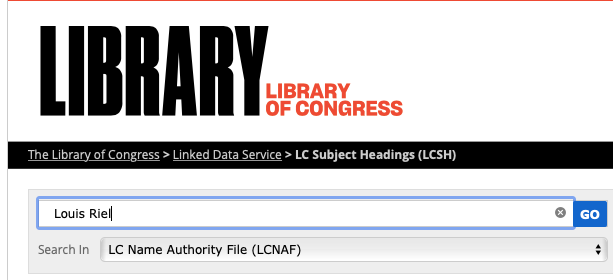 LIBRARY
LIBRARY
OF CONGRESS
The Library of Congress > Linked Data Service > LC Subject Headings (LCSH)
Louis Riel
GO
Search In
LC Name Authority File (LCNAF)